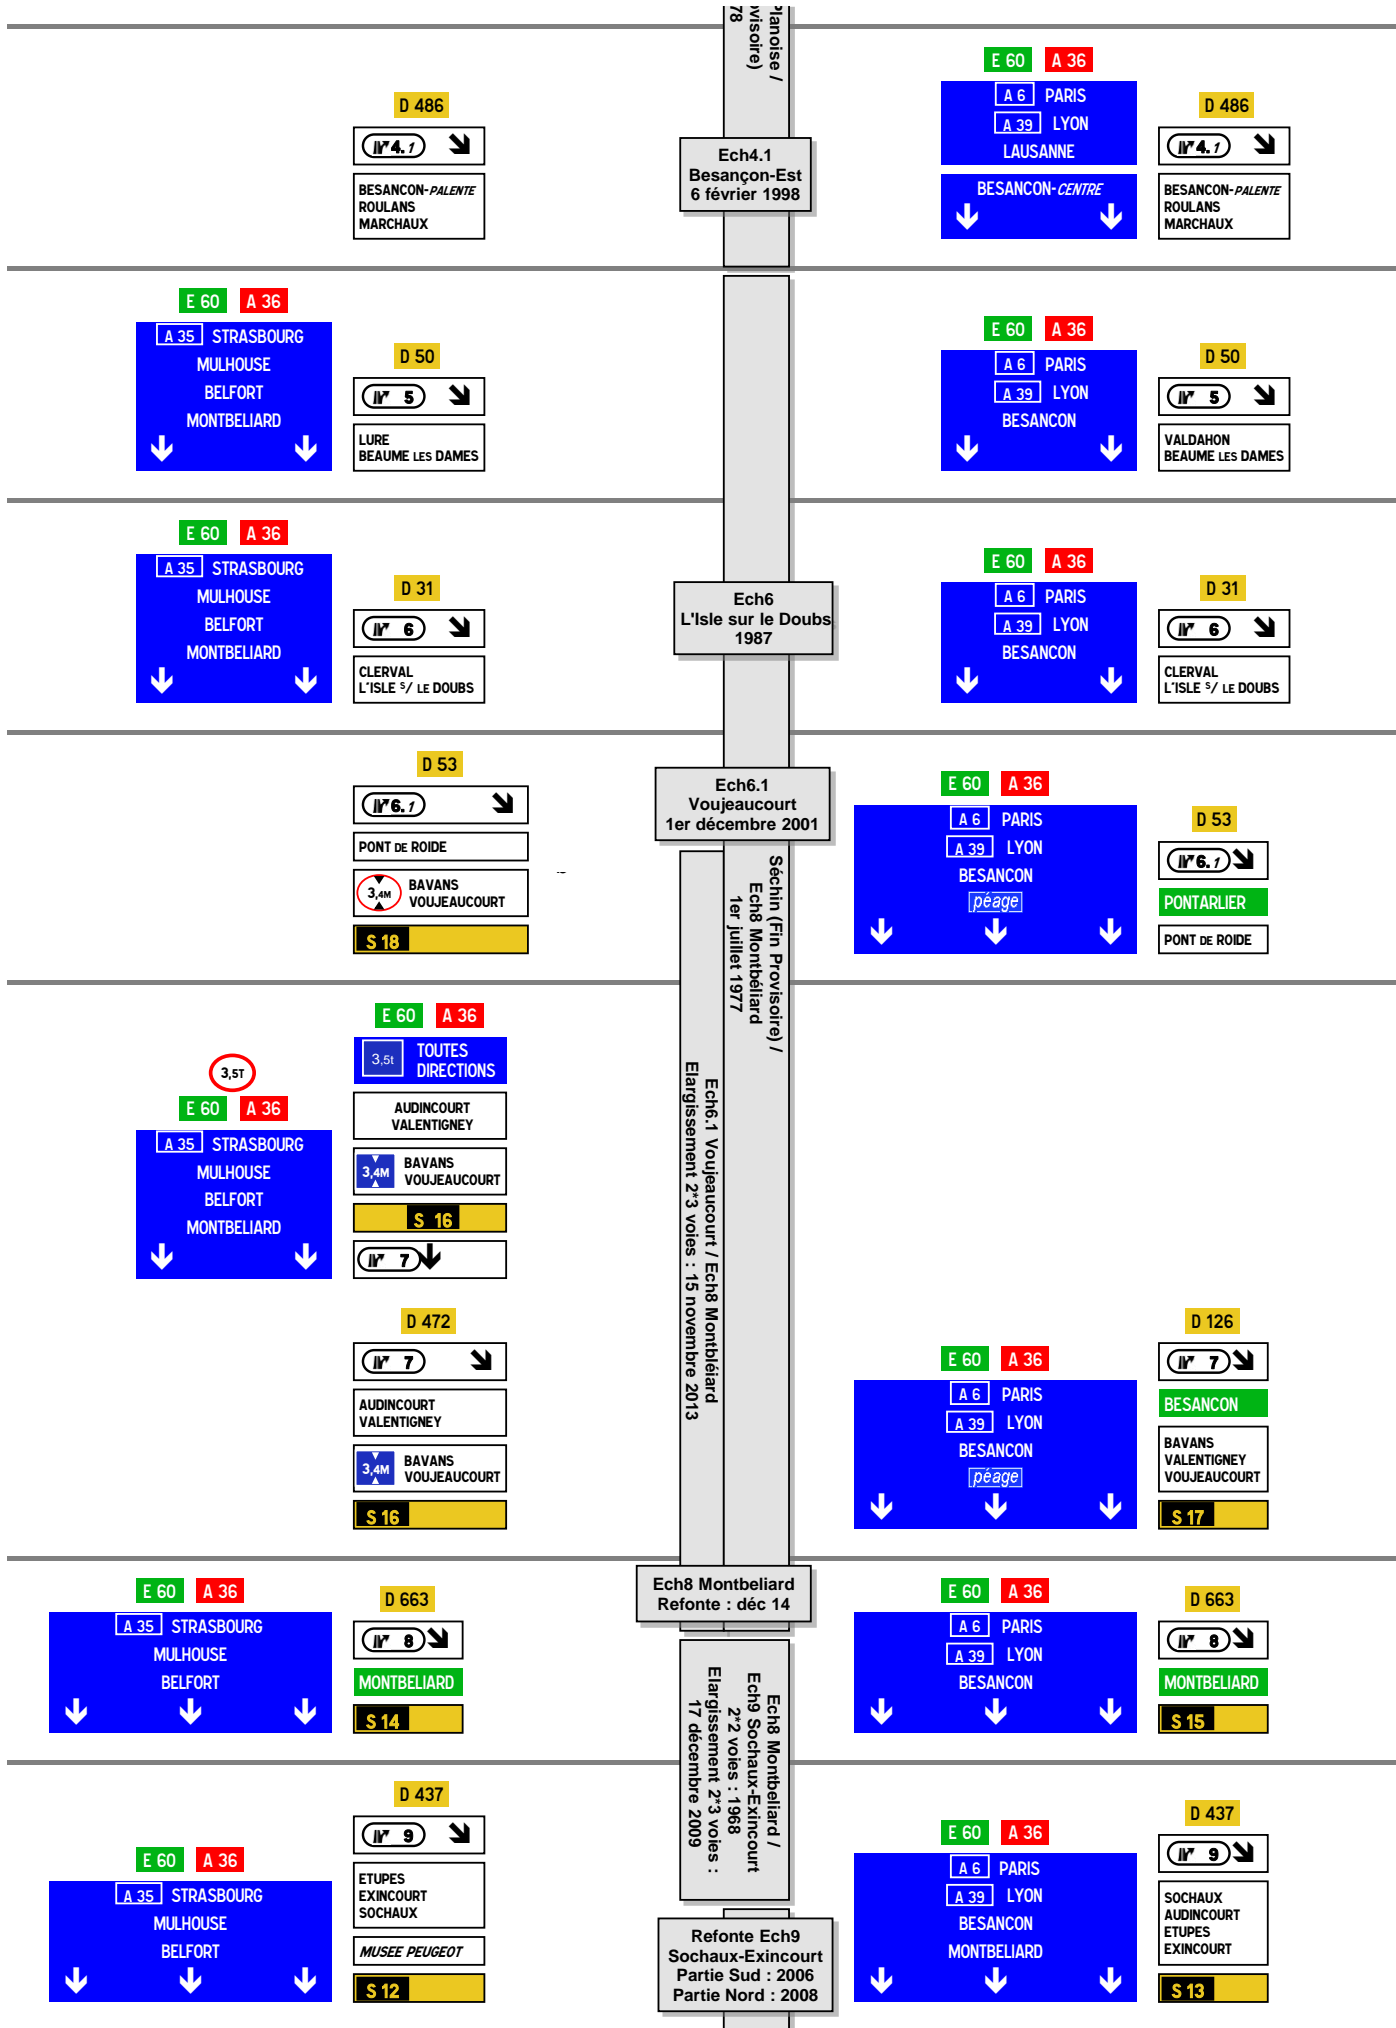 Planoise /
visoire)
78
E 60 A 36
A 6 PARIS
A 39 LYON
LAUSANNE
BESANCON-CENTRE
D 486
4.1
BESANCON-PALENTE
ROULANS
MARCHAUX
Ech4.1
Besançon-Est
6 février 1998
D 486
4.1
BESANCON-PALENTE
ROULANS
MARCHAUX
E 60 A 36
A 35 STRASBOURG
MULHOUSE
BELFORT
MONTBELIARD
D 50
5
LURE
BEAUME LES DAMES
E 60 A 36
A 6 PARIS
A 39 LYON
BESANCON
D 50
5
VALDAHON
BEAUME LES DAMES
E 60 A 36
A 35 STRASBOURG
MULHOUSE
BELFORT
MONTBELIARD
D 31
6
CLERVAL
L'ISLE S/ LE DOUBS
Ech6
L'Isle sur le Doubs
1987
E 60 A 36
A 6 PARIS
A 39 LYON
BESANCON
D 31
6
CLERVAL
L'ISLE S/ LE DOUBS
D 53
6.1
PONT DE ROIDE
3,4M BAVANS
VOUJEAUCOURT
S 18
Ech6.1
Voujeaucourt
1er décembre 2001
E 60 A 36
A 6 PARIS
A 39 LYON
BESANCON
péage
D 53
6.1
PONTARLIER
PONT DE ROIDE
Séchin (Fin Provisoire) /
Ech8 Montbéliard
1er juillet 1977
Ech6.1 Voujeaucourt / Ech8 Montbléiard
Elargissement 2*3 voies : 15 novembre 2013
3,5T
E 60 A 36
A 35 STRASBOURG
MULHOUSE
BELFORT
MONTBELIARD
E 60 A 36
3,5t TOUTES
DIRECTIONS
AUDINCOURT
VALENTIGNEY
3,4M BAVANS
VOUJEAUCOURT
S 16
7
D 472
7
AUDINCOURT
VALENTIGNEY
3,4M BAVANS
VOUJEAUCOURT
S 16
E 60 A 36
A 6 PARIS
A 39 LYON
BESANCON
péage
D 126
7
BESANCON
BAVANS
VALENTIGNEY
VOUJEAUCOURT
S 17
E 60 A 36
A 35 STRASBOURG
MULHOUSE
BELFORT
D 663
8
MONTBELIARD
S 14
Ech8 Montbeliard
Refonte : déc 14
E 60 A 36
A 6 PARIS
A 39 LYON
BESANCON
D 663
8
MONTBELIARD
S 15
Ech8 Montbeliard /
Ech9 Sochaux-Exincourt
2*2 voies : 1968
Elargissement 2*3 voies :
17 décembre 2009
E 60 A 36
A 35 STRASBOURG
MULHOUSE
BELFORT
D 437
9
ETUPES
EXINCOURT
SOCHAUX
MUSEE PEUGEOT
S 12
Refonte Ech9
Sochaux-Exincourt
Partie Sud : 2006
Partie Nord : 2008
E 60 A 36
A 6 PARIS
A 39 LYON
BESANCON
MONTBELIARD
D 437
9
SOCHAUX
AUDINCOURT
ETUPES
EXINCOURT
S 13